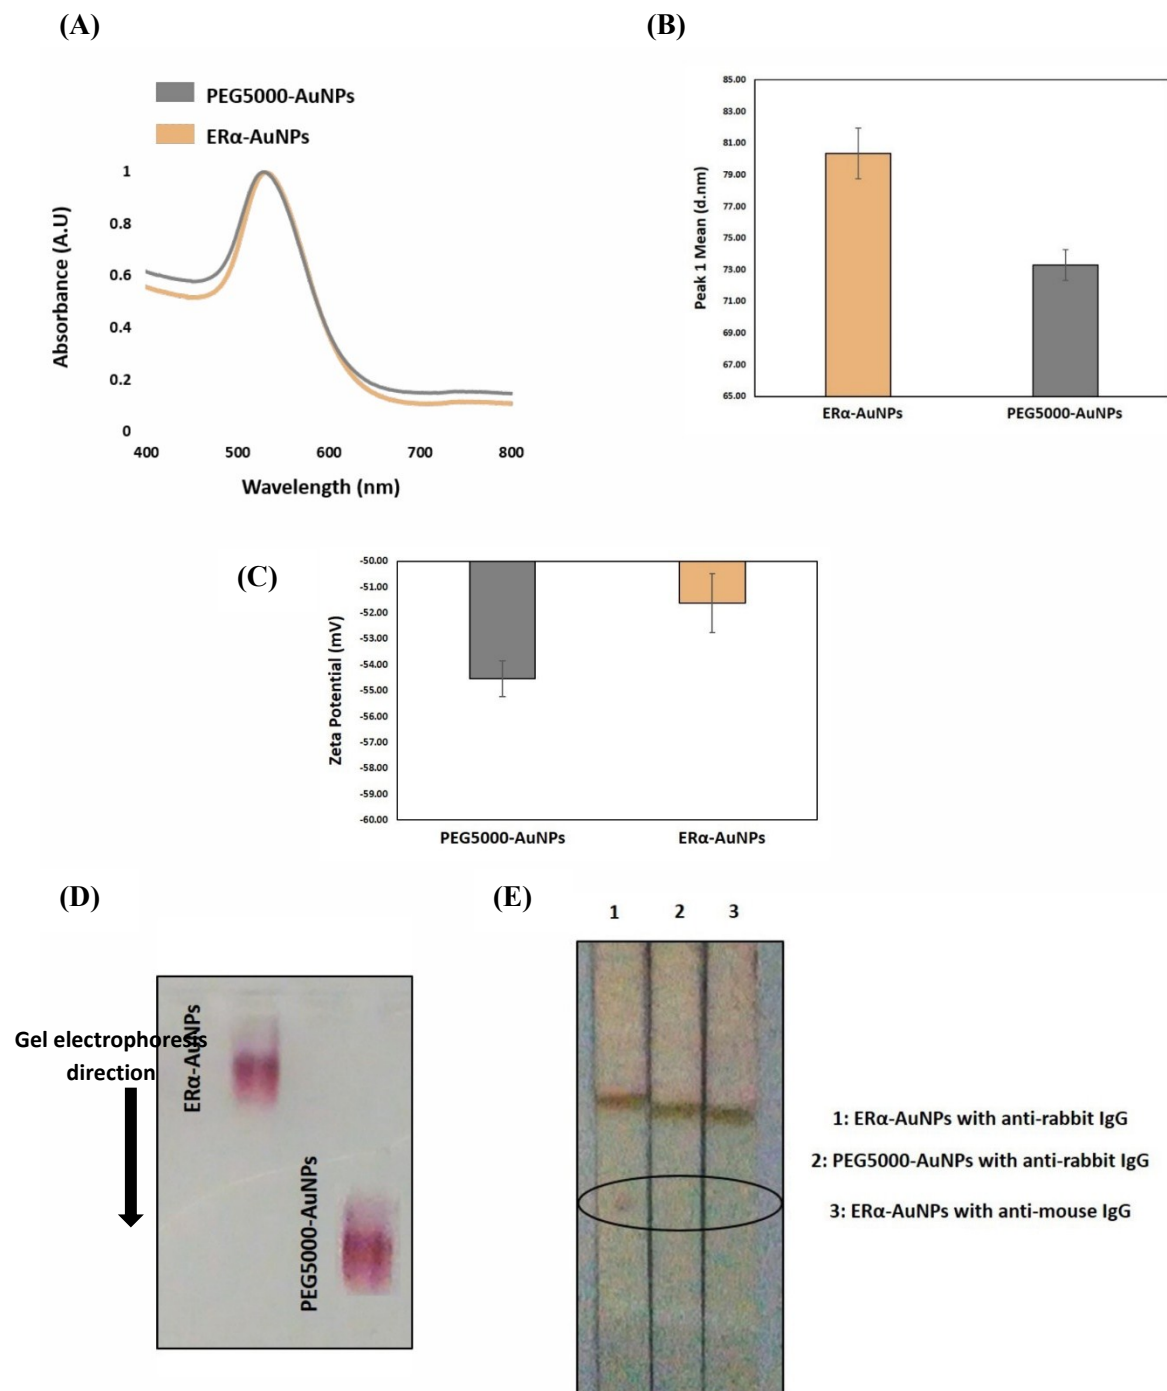 (A)
PEG5000-AuNPs
ERα-AuNPs
1
0.8
0.6
0.4
0.2
0
400 500 600 700 800
Absorbance (A.U)
Wavelength (nm)
(B)
85.00
83.00
81.00
79.00
77.00
75.00
73.00
71.00
69.00
67.00
65.00
Peak 1 Mean (d.nm)
ERα-AuNPs PEG5000-AuNPs
(C)
-50.00
-51.00
-52.00
-53.00
-54.00
-55.00
-56.00
-57.00
-58.00
-59.00
-60.00
Zeta Potential (mV)
PEG5000-AuNPs ERα-AuNPs
(D)
Gel electrophoresis
direction
ERα-AuNPs
PEG5000-AuNPs
(E)
1 2 3
1: ERα-AuNPs with anti-rabbit IgG
2: PEG5000-AuNPs with anti-rabbit IgG
3: ERα-AuNPs with anti-mouse IgG